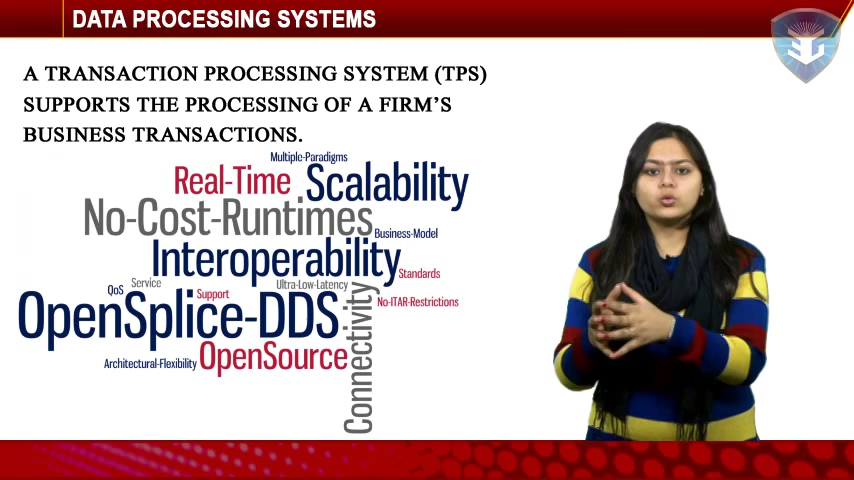 DATA PROCESSING SYSTEMS
A TRANSACTION PROCESSING SYSTEM (TPS)
SUPPORTS THE PROCESSING OF A FIRM'S
BUSINESS TRANSACTIONS.
Multiple-Paradigms
Real-Time Scalability
No-Cost-Runtimes
Business-Model
Interoperability
Standards
QoS Service Ultra-Low-Latency
Support
No-ITAR-Restrictions
OpenSplice-DDS
Connectivity
Architectural-Flexibility OpenSource